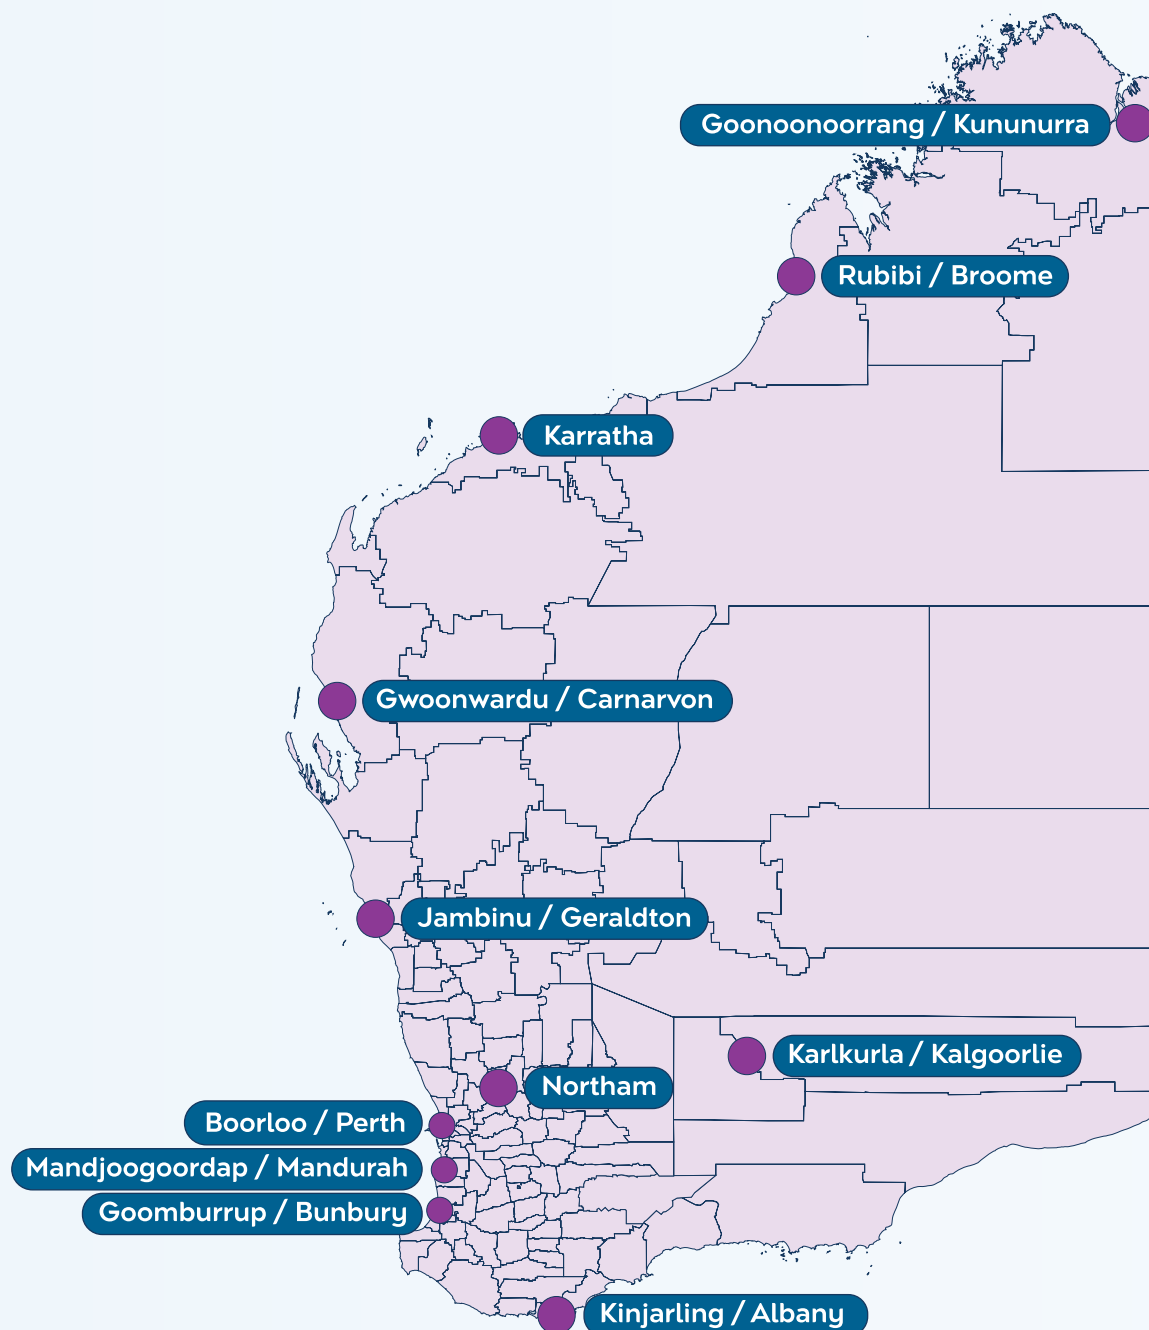 Goonoonoorrang / Kununurra
Rubibi / Broome
Karratha
Gwoonwardu / Carnarvon
Jambinu / Geraldton
Karlkurla / Kalgoorlie
Northam
Boorloo / Perth
Mandjoogoordap / Mandurah
Goomburrup / Bunbury
Kinjarling / Albany